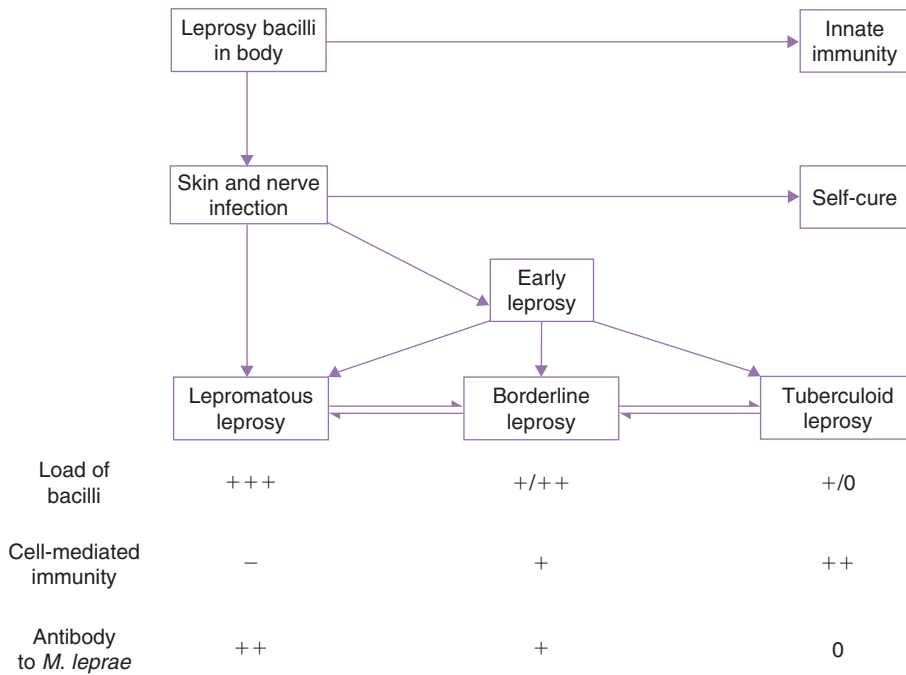 Leprosy bacilli
in body
Innate
immunity
Skin and nerve
infection
Self-cure
Early
leprosy
Lepromatous
leprosy
Borderline
leprosy
Tuberculoid
leprosy
Load of
bacilli
+++
+/++
+/0
Cell-mediated
immunity
−
+
++
Antibody
to M. leprae
++
+
0